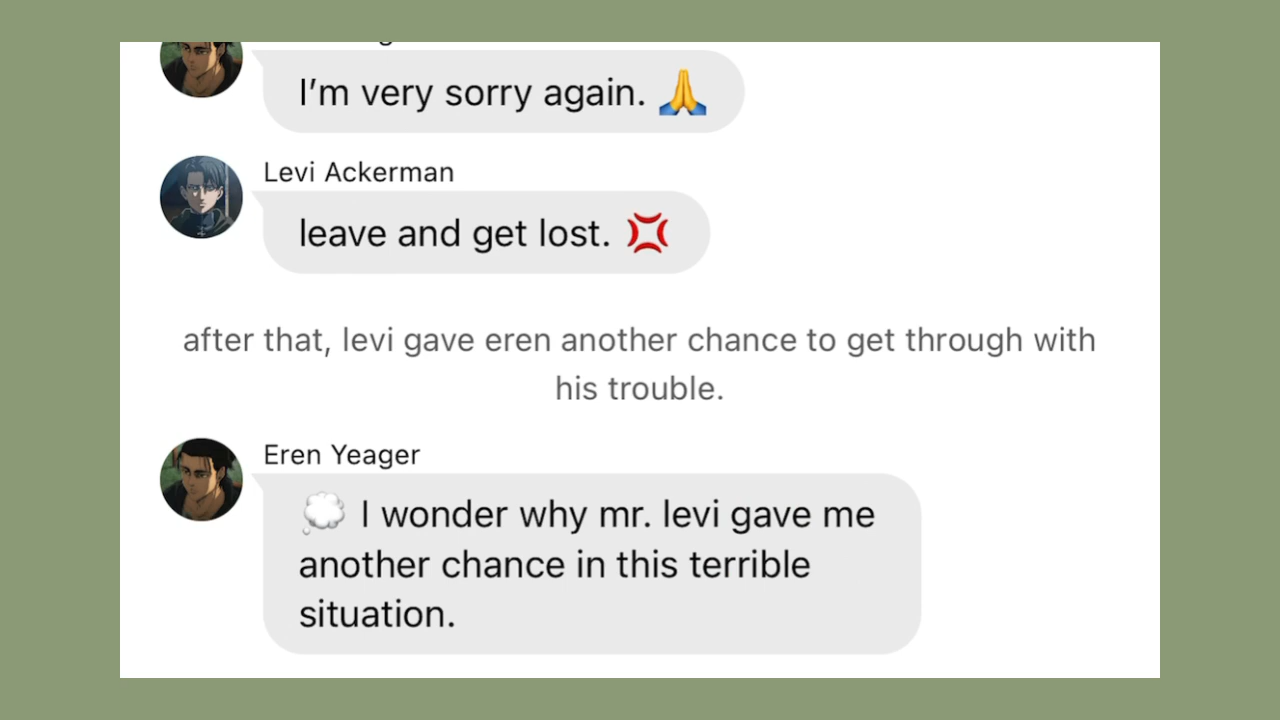 I’m very sorry again. 🙏
Levi Ackerman
leave and get lost. 💢
after that, levi gave eren another chance to get through with
his trouble.
Eren Yeager
💭 I wonder why mr. levi gave me
another chance in this terrible
situation.